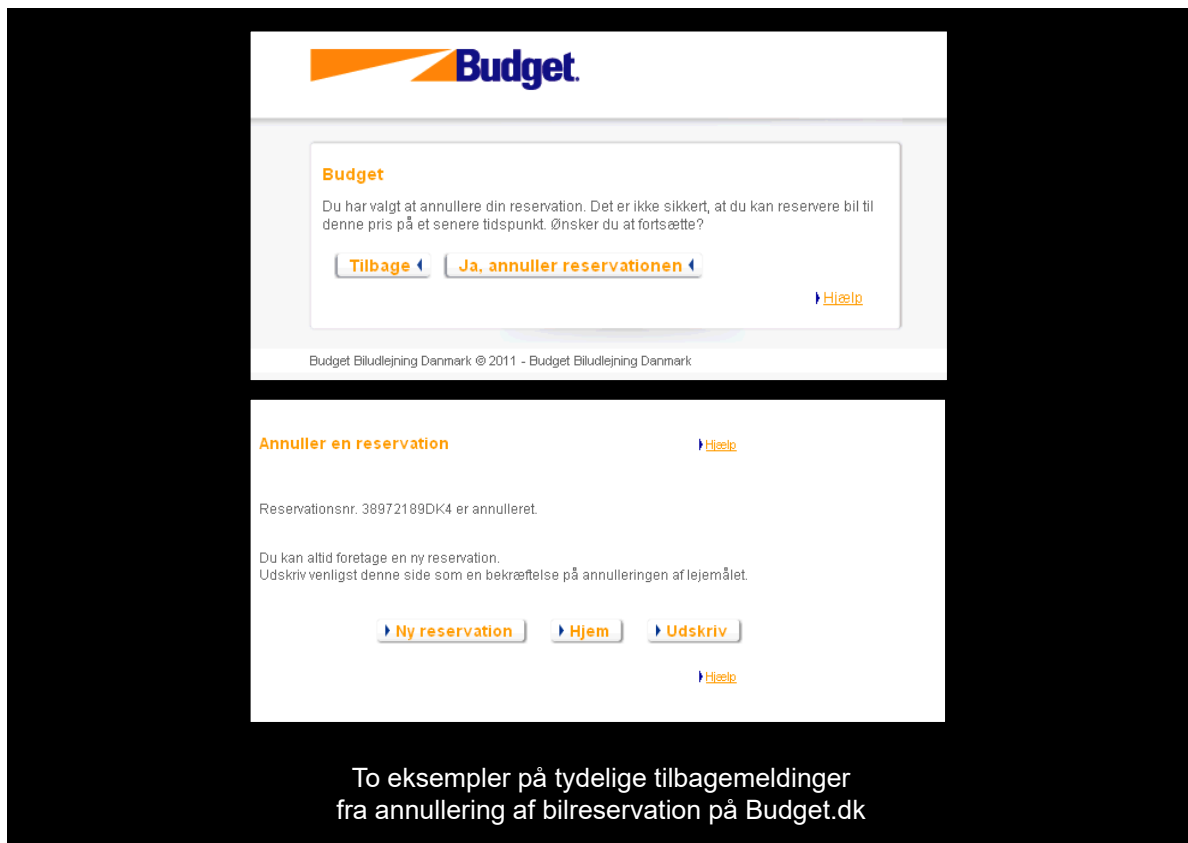 Budget.
Budget
Du har valgt at annullere din reservation. Det er ikke sikkert, at du kan reservere bil til
denne pris på et senere tidspunkt. Ønsker du at fortsætte?
Tilbage Ja, annuller reservationen
Hjælp
Budget Biludlejning Danmark © 2011 - Budget Biludlejning Danmark
Annuller en reservation Hjælp
Reservationsnr. 38972189DK4 er annulleret.
Du kan altid foretage en ny reservation.
Udskriv venligst denne side som en bekræftelse på annulleringen af lejemålet.
Ny reservation Hjem Udskriv
Hjælp
To eksempler på tydelige tilbagemeldinger
fra annullering af bilreservation på Budget.dk